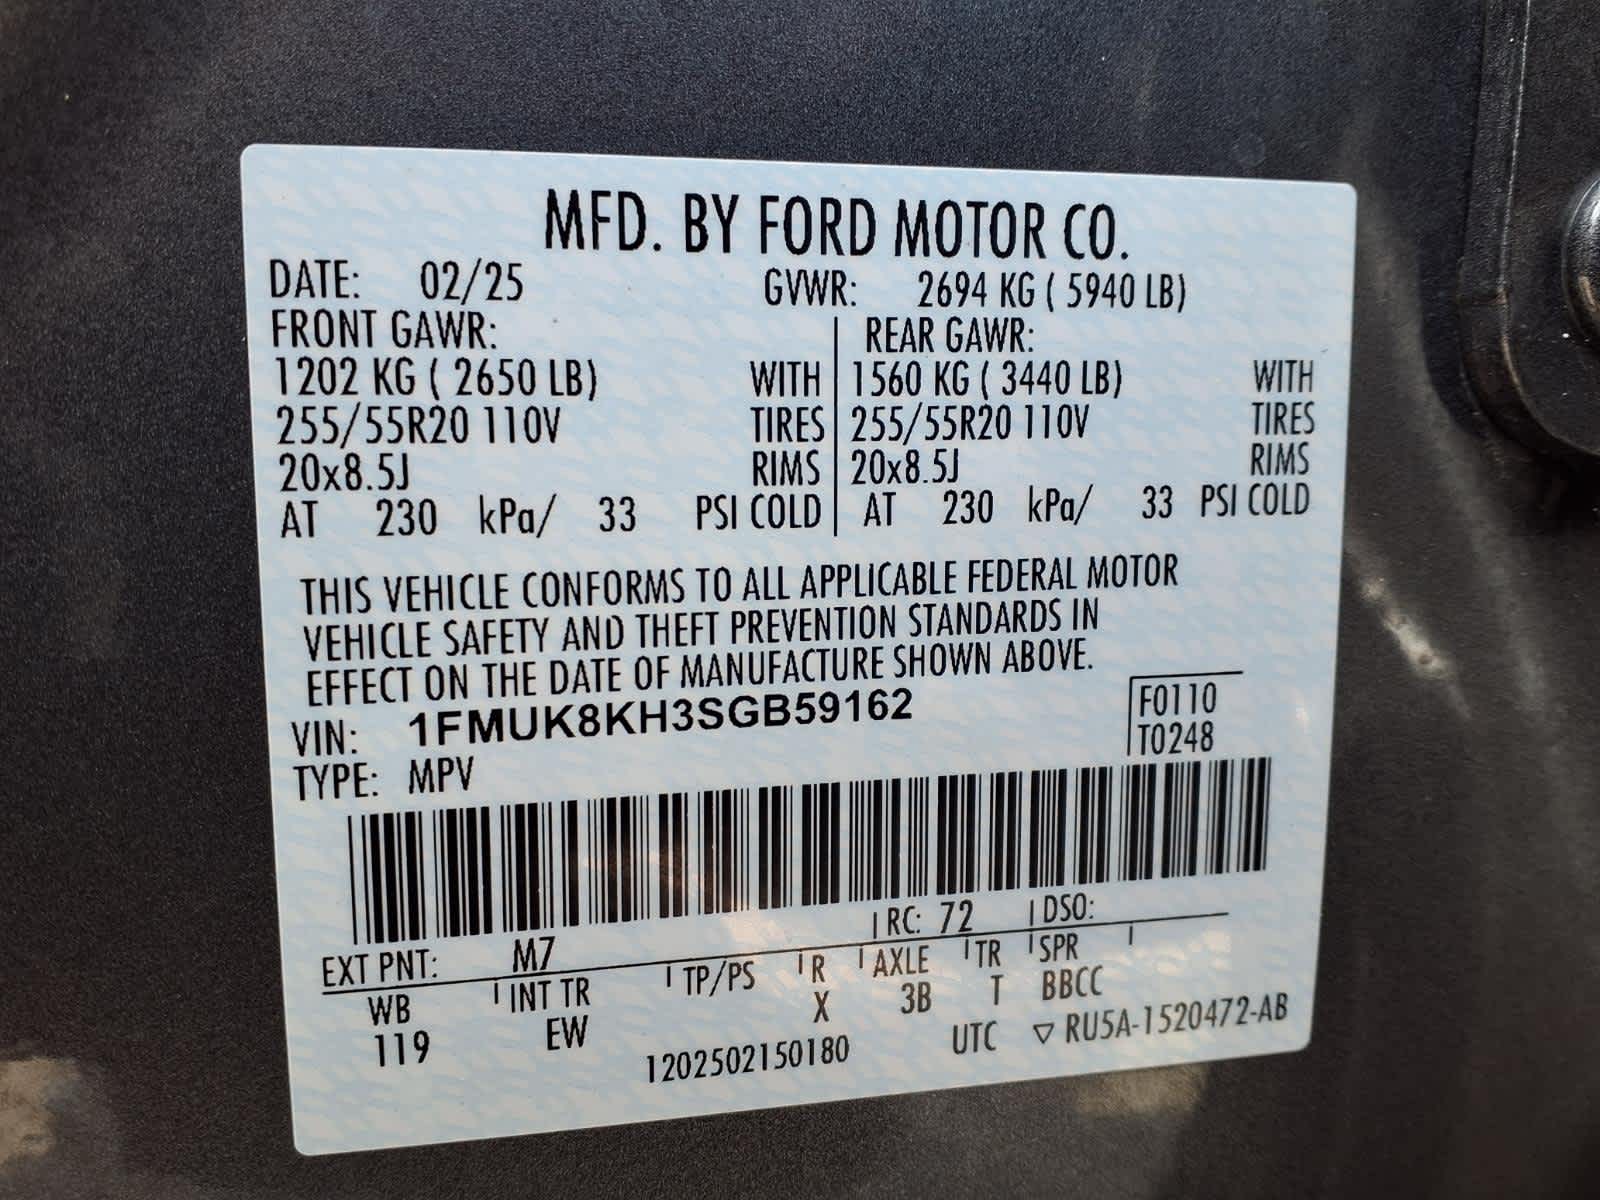 MFD. BY FORD MOTOR CO.
DATE: 02/25 GVWR: 2694 KG ( 5940 LB)
FRONT GAWR: REAR GAWR:
1202 KG ( 2650 LB) WITH 1560 KG ( 3440 LB) WITH
255/55R20 110V TIRES 255/55R20 110V TIRES
20x8.5J RIMS 20x8.5J RIMS
AT 230 kPa/ 33 PSI COLD AT 230 kPa/ 33 PSI COLD
THIS VEHICLE CONFORMS TO ALL APPLICABLE FEDERAL MOTOR
VEHICLE SAFETY AND THEFT PREVENTION STANDARDS IN
EFFECT ON THE DATE OF MANUFACTURE SHOWN ABOVE.
VIN: 1FMUK8KH3SGB59162 F0110
TYPE: MPV T0248
EXT PNT: M7 RC: 72 DSO:
WB INT TR TP/PS R AXLE TR SPR
119 EW X 3B T BBCC
1202502150180 UTC ▽ RU5A-1520472-AB